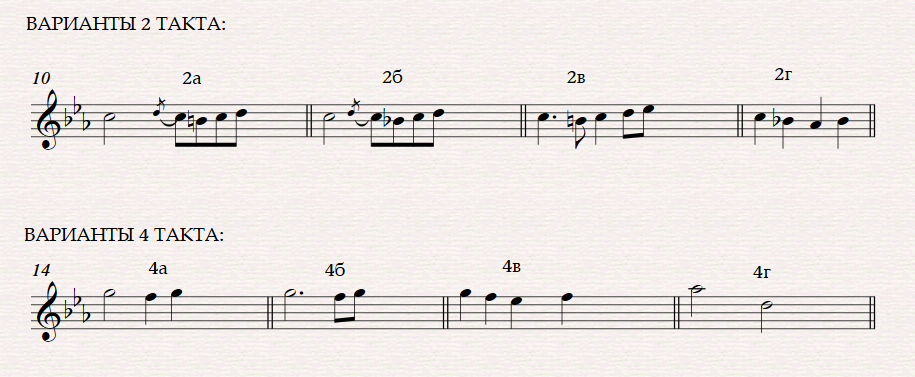 ВАРИАНТЫ 2 ТАКТА:
10 2а 2б 2в 2г
ВАРИАНТЫ 4 ТАКТА:
14 4а 4б 4в 4г